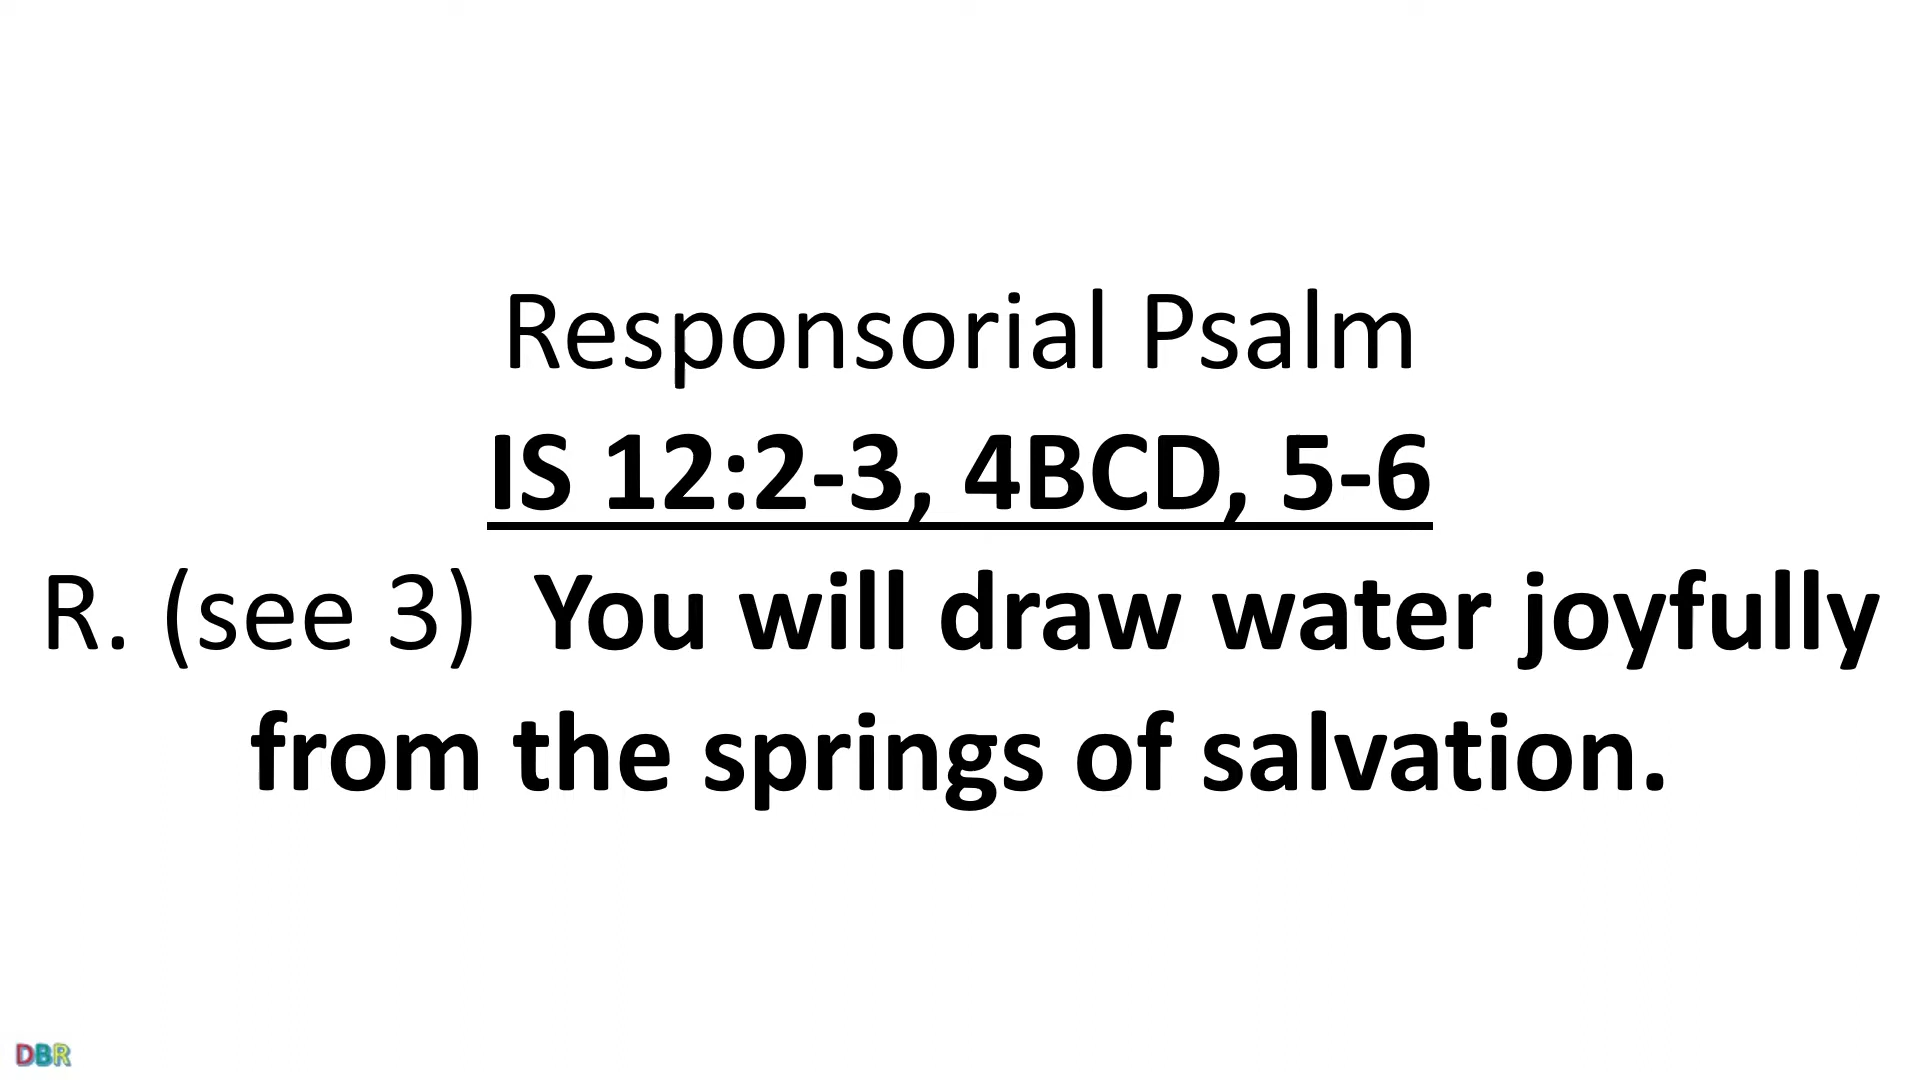 Responsorial Psalm
IS 12:2-3, 4BCD, 5-6
R. (see 3)  You will draw water joyfully
from the springs of salvation.
DBR